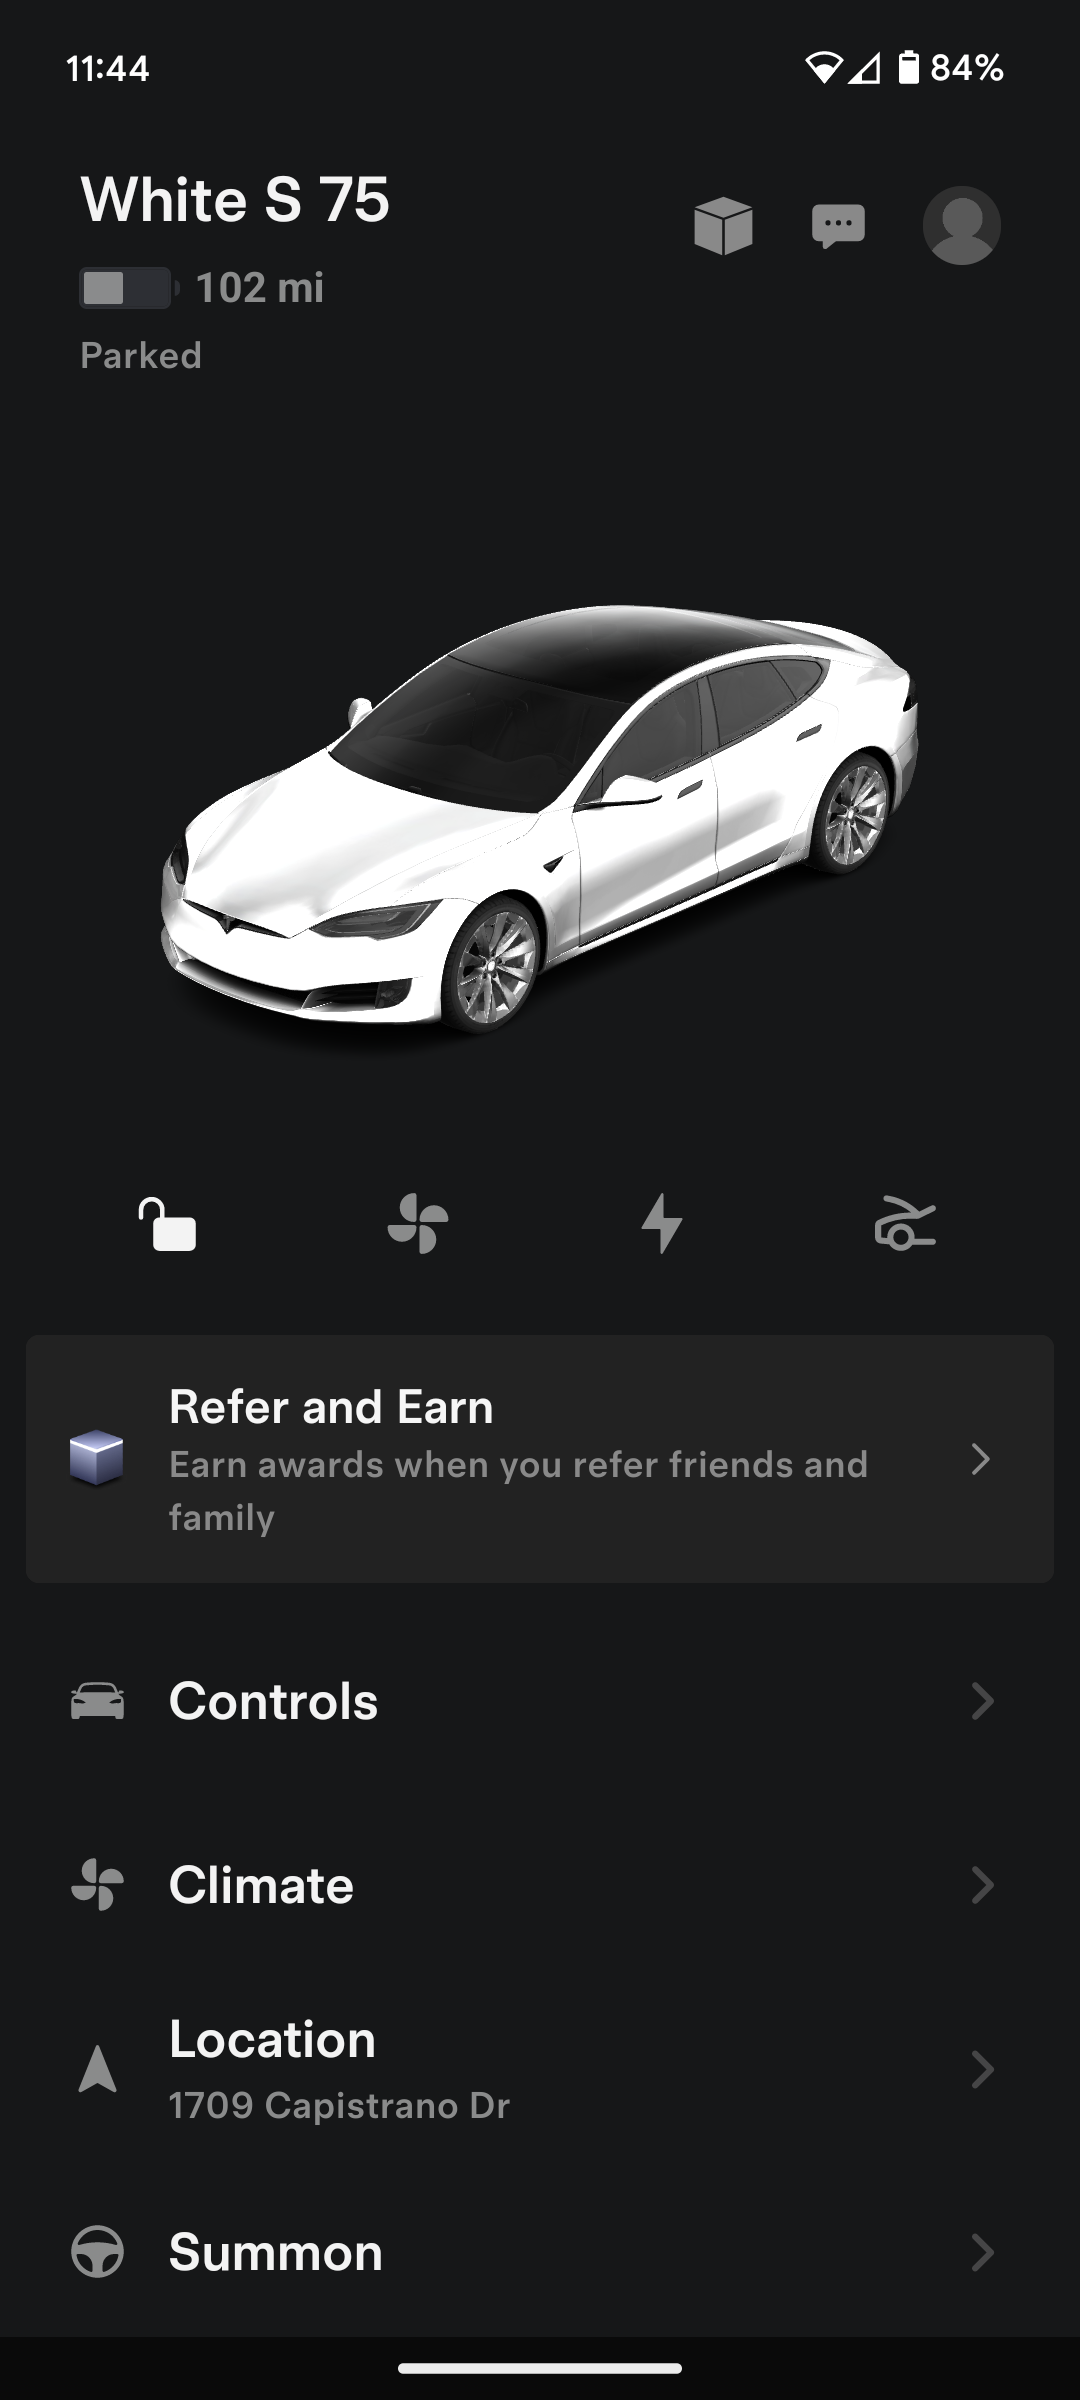 11:44
84%
White S 75
102 mi
Parked
Refer and Earn
Earn awards when you refer friends and
family
Controls
Climate
Location
1709 Capistrano Dr
Summon